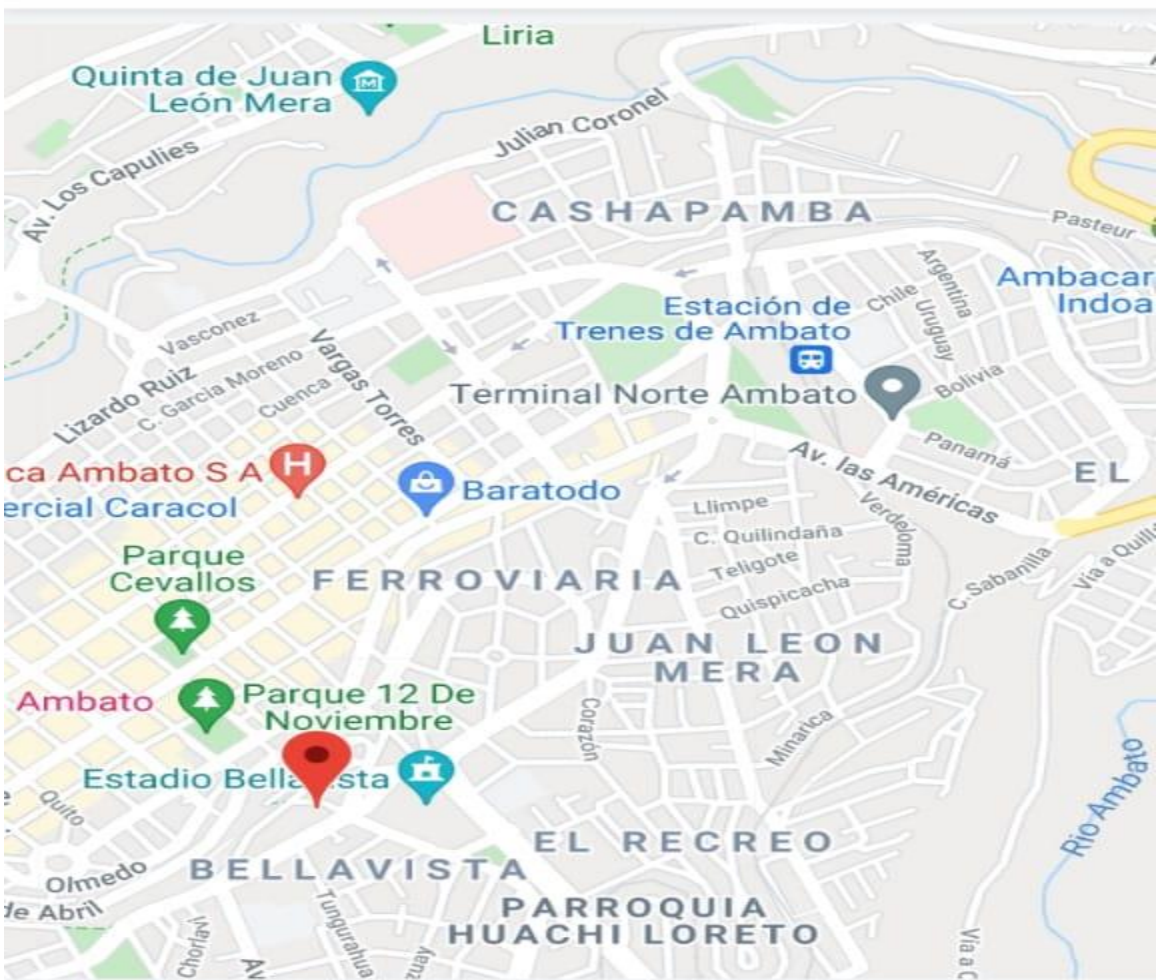 Liria
Quinta de Juan
León Mera
Julian Coronel
Av. Los Capulies
CASHAPAMBA
Pasteur
Argentina
Ambacar
Indoa
Estación de
Trenes de Ambato
Chile
Uruguay
Vasconez
Vargas Torres
C. Garcia Moreno
Lizardo Ruiz
Cuenca
Terminal Norte Ambato
Bolivia
Panamá
Av. las Américas
EL
ca Ambato S A
H
ercial Caracol
Baratodo
Llimpe
Verdeloma
C. Quilindaña
Teligote
Quispicacha
C. Sabanilla
Vía a Quill
Parque
Cevallos
FERROVIARIA
JUAN LEON
MERA
Ambato
Parque 12 De
Noviembre
Corazón
Minarica
Estadio Bella sta
Rio Ambato
Quito
EL RECREO
BELLAVISTA
Olmedo
de Abril
PARROQUIA
HUACHI LORETO
Tungurahua
guay
Av
Vía a C